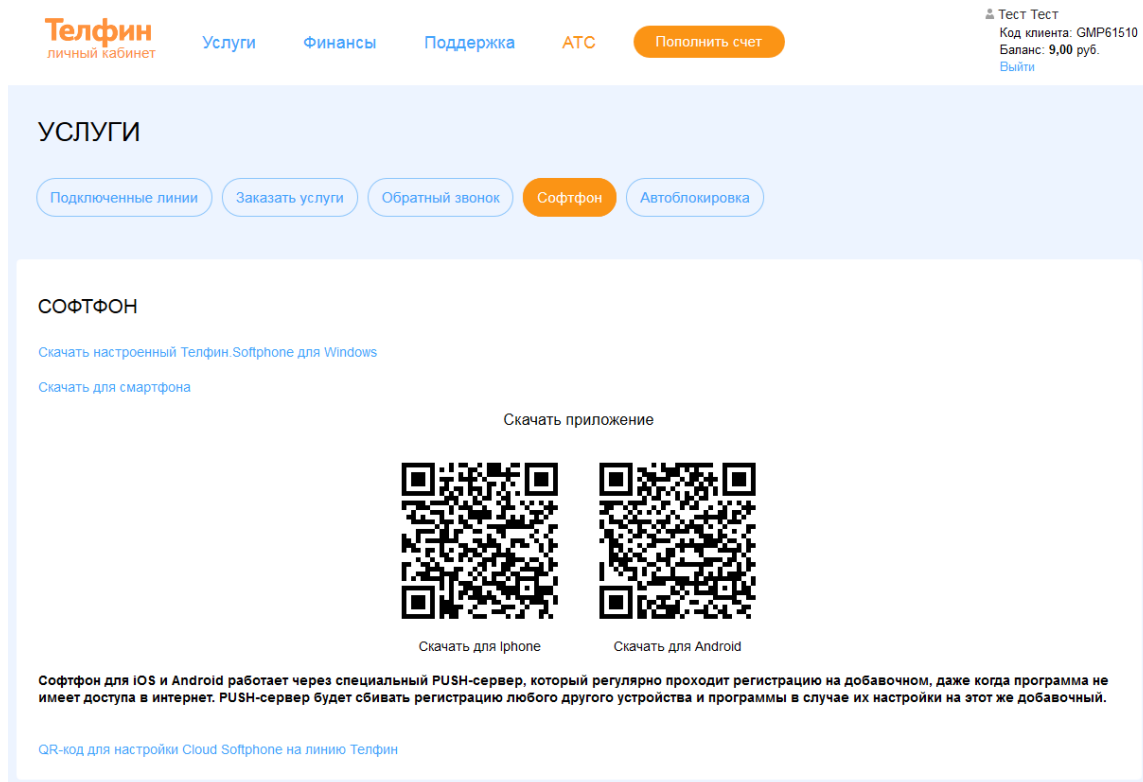 Телфин
личный кабинет
Услуги
Финансы
Поддержка
АТС
Пополнить счет
Тест Тест
Код клиента: GMP61510
Баланс: 9,00 руб.
Выйти
УСЛУГИ
Подключенные линии
Заказать услуги
Обратный звонок
Софтфон
Автоблокировка
СОФТФОН
Скачать настроенный Телфин.Softphone для Windows
Скачать для смартфона
Скачать приложение
Скачать для Iphone
Скачать для Android
Софтфон для iOS и Android работает через специальный PUSH-сервер, который регулярно проходит регистрацию на добавочном, даже когда программа не
имеет доступа в интернет. PUSH-сервер будет сбивать регистрацию любого другого устройства и программы в случае их настройки на этот же добавочный.
QR-код для настройки Cloud Softphone на линию Телфин